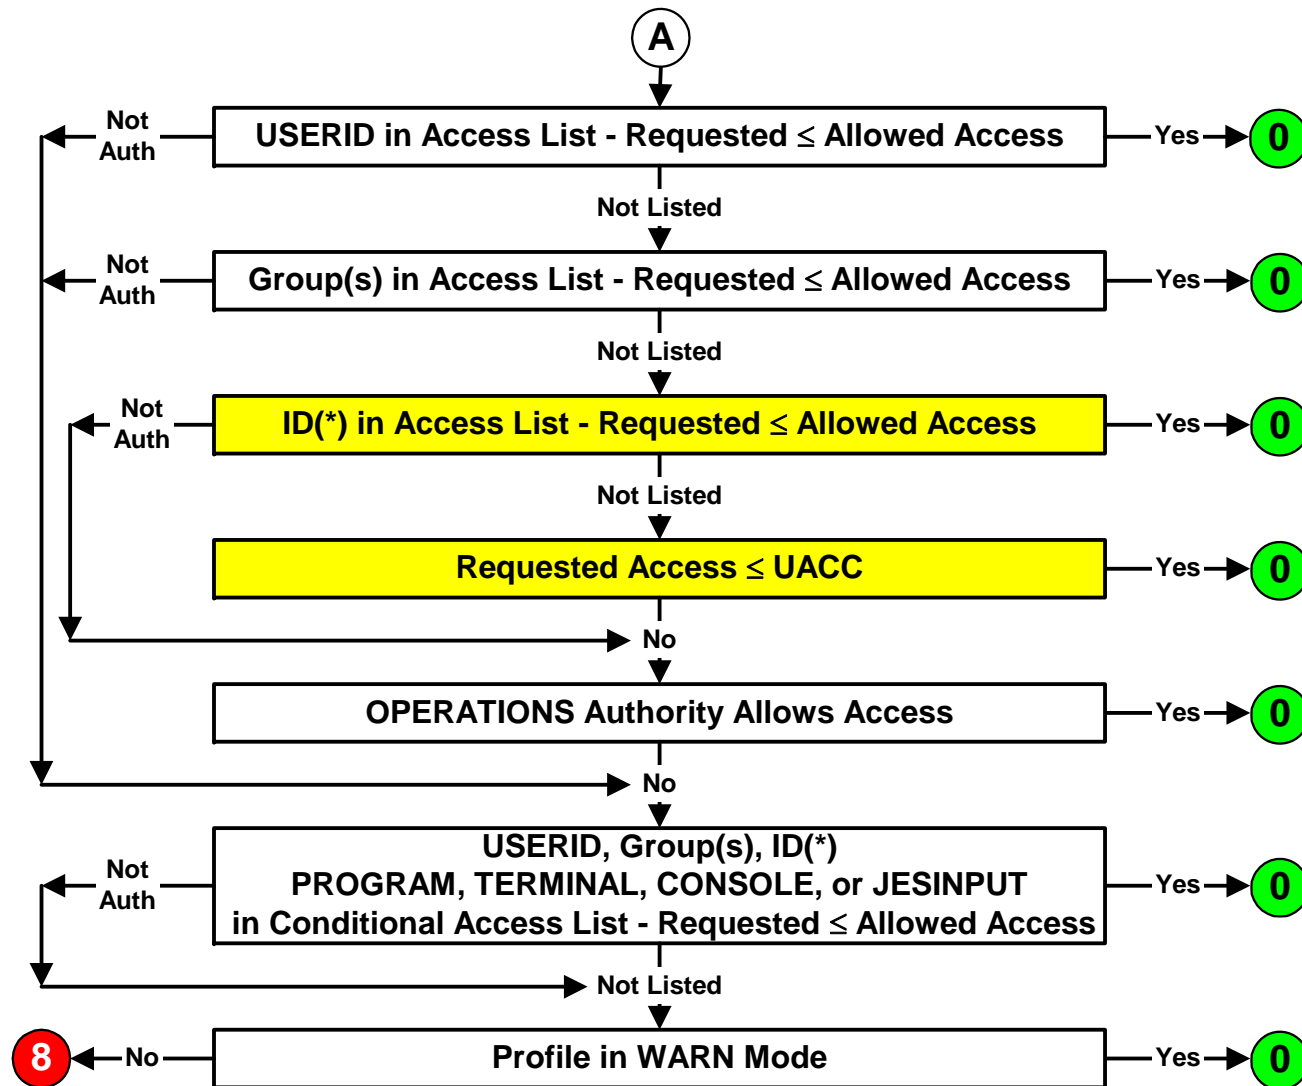 A
Not
Auth
USERID in Access List - Requested ≤ Allowed Access
Yes
0
Not Listed
Not
Auth
Group(s) in Access List - Requested ≤ Allowed Access
Yes
0
Not Listed
Not
Auth
ID(*) in Access List - Requested ≤ Allowed Access
Yes
0
Not Listed
Requested Access ≤ UACC
Yes
0
No
OPERATIONS Authority Allows Access
Yes
0
No
Not
Auth
USERID, Group(s), ID(*)
PROGRAM, TERMINAL, CONSOLE, or JESINPUT
in Conditional Access List - Requested ≤ Allowed Access
Yes
0
Not Listed
8
No
Profile in WARN Mode
Yes
0